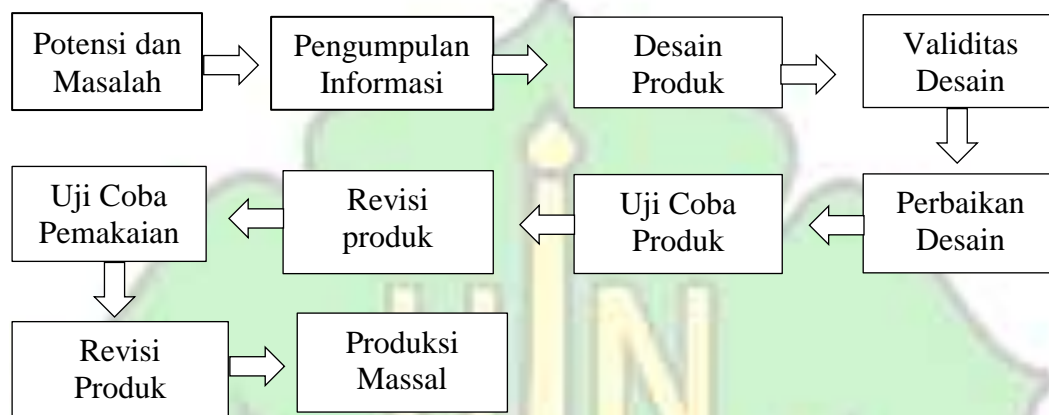 Potensi dan
Masalah
Pengumpulan
Informasi
Desain
Produk
Validitas
Desain
Perbaikan
Desain
Uji Coba
Produk
Revisi
produk
Uji Coba
Pemakaian
Revisi
Produk
Produksi
Massal
UIN